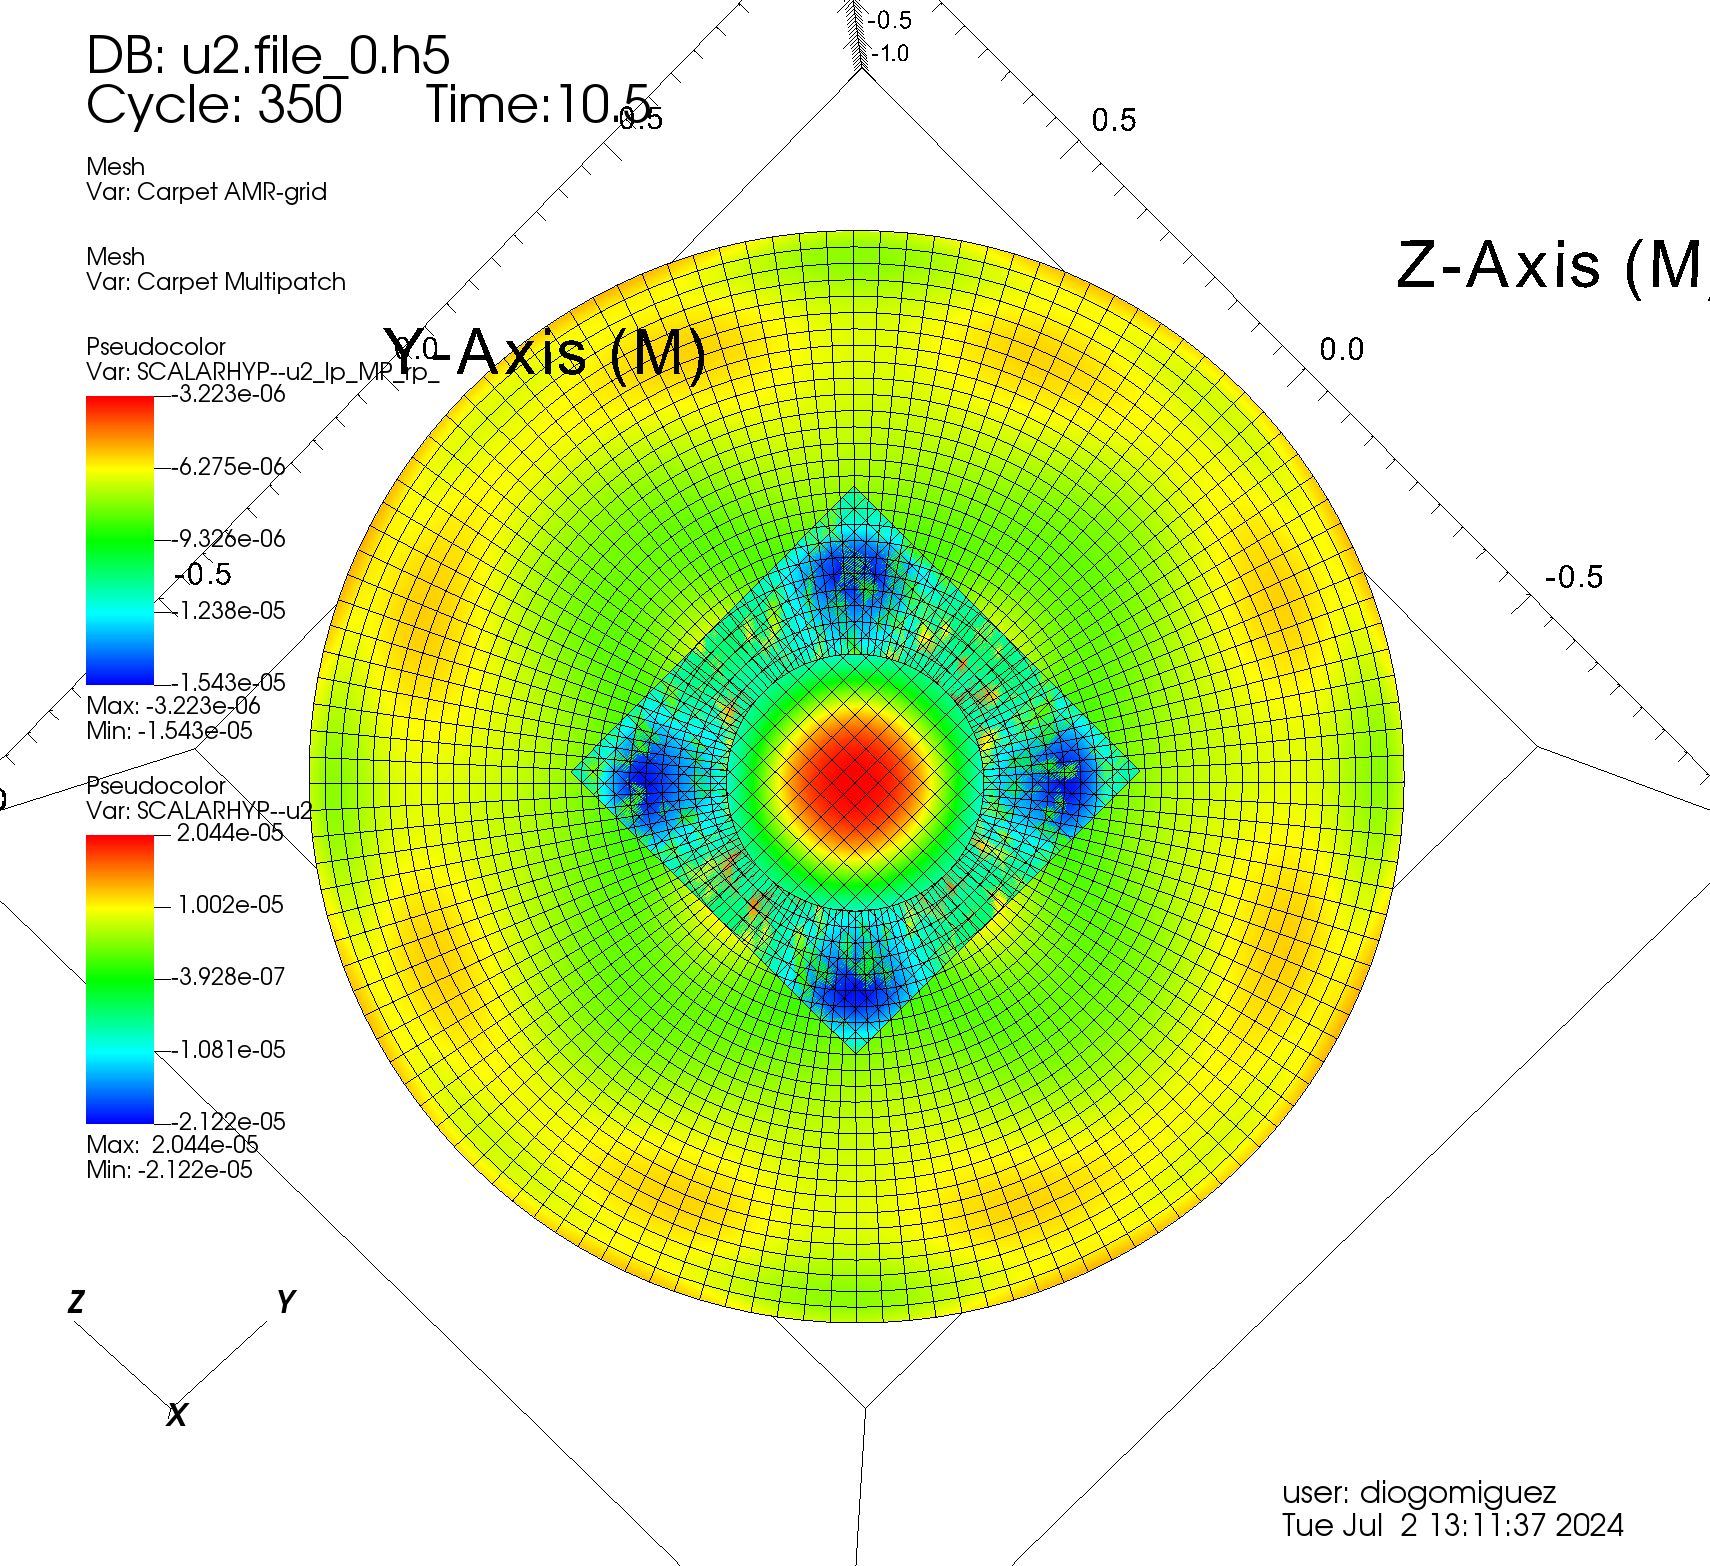 DB: u2.file_0.h5
Cycle: 350 Time:10.5
Mesh
Var: Carpet AMR-grid
Mesh
Var: Carpet Multipatch
Pseudocolor
Var: SCALARHYP--u2_lp_MP_rp_
-3.223e-06
-6.275e-06
-9.326e-06
-1.238e-05
-1.543e-05
Max: -3.223e-06
Min: -1.543e-05
Pseudocolor
Var: SCALARHYP--u2
2.044e-05
1.002e-05
-3.928e-07
-1.081e-05
-2.122e-05
Max: 2.044e-05
Min: -2.122e-05
-0.5
-1.0
0.5
0.0
-0.5
Y-Axis (M)
0.5
0.0
-0.5
Z-Axis (M
Z
Y
X
user: diogomiguez
Tue Jul 2 13:11:37 2024